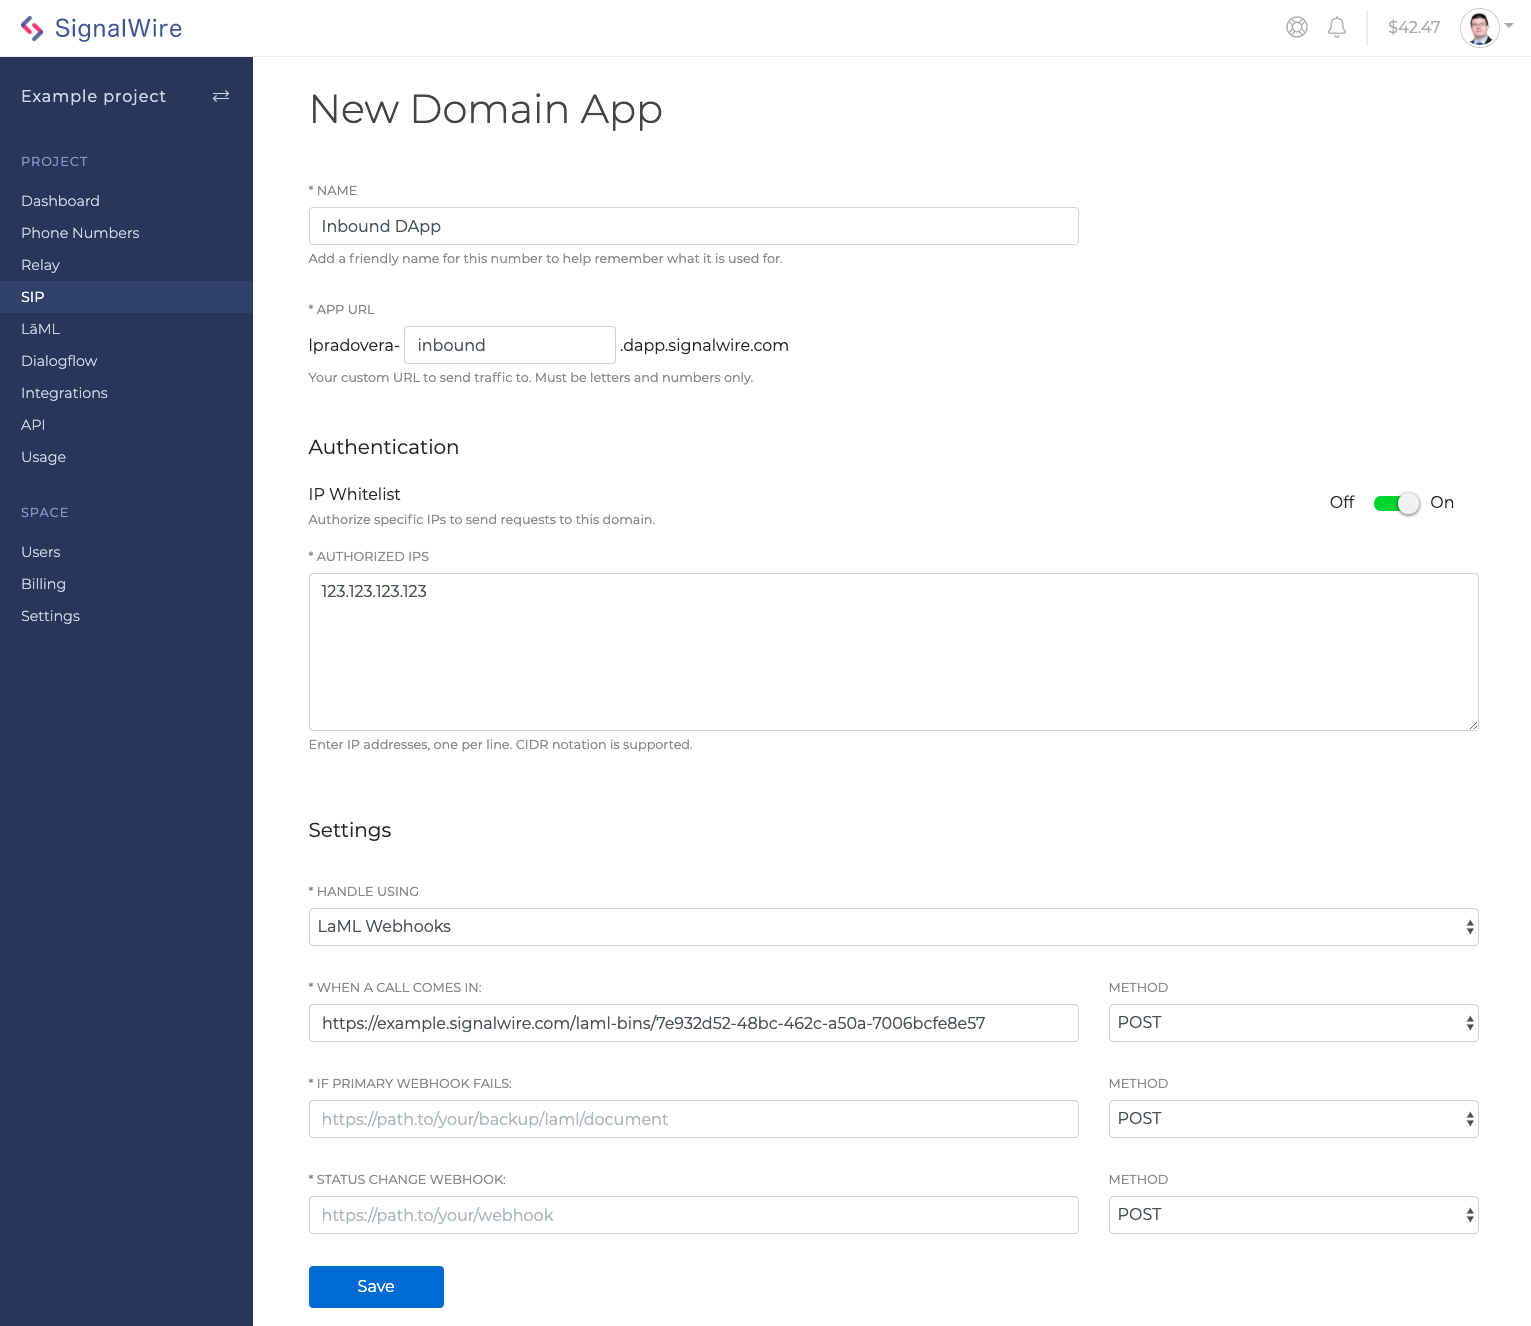 SignalWire
$42.47
Example project
PROJECT
Dashboard
Phone Numbers
Relay
SIP
LāML
Dialogflow
Integrations
API
Usage
SPACE
Users
Billing
Settings
New Domain App
* NAME
Inbound DApp
Add a friendly name for this number to help remember what it is used for.
* APP URL
lpradovera- inbound .dapp.signalwire.com
Your custom URL to send traffic to. Must be letters and numbers only.
Authentication
IP Whitelist
Off On
Authorize specific IPs to send requests to this domain.
* AUTHORIZED IPS
123.123.123.123
Enter IP addresses, one per line. CIDR notation is supported.
Settings
* HANDLE USING
LaML Webhooks
* WHEN A CALL COMES IN: METHOD
https://example.signalwire.com/laml-bins/7e932d52-48bc-462c-a50a-7006bcfe8e57 POST
* IF PRIMARY WEBHOOK FAILS: METHOD
https://path.to/your/backup/laml/document POST
* STATUS CHANGE WEBHOOK: METHOD
https://path.to/your/webhook POST
Save